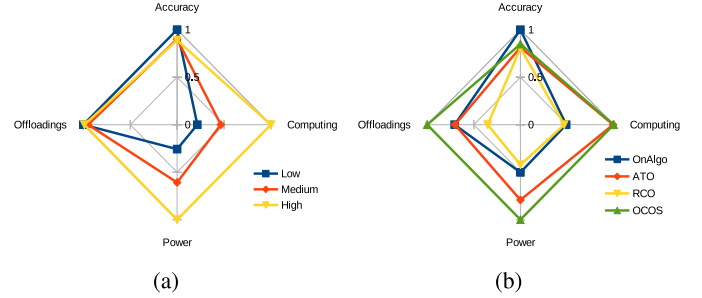 Accuracy
1
0.5
0
Offloadings
Computing
Power
Low
Medium
High
(a)
Accuracy
1
0.5
0
Offloadings
Computing
Power
OnAlgo
ATO
RCO
OCOS
(b)